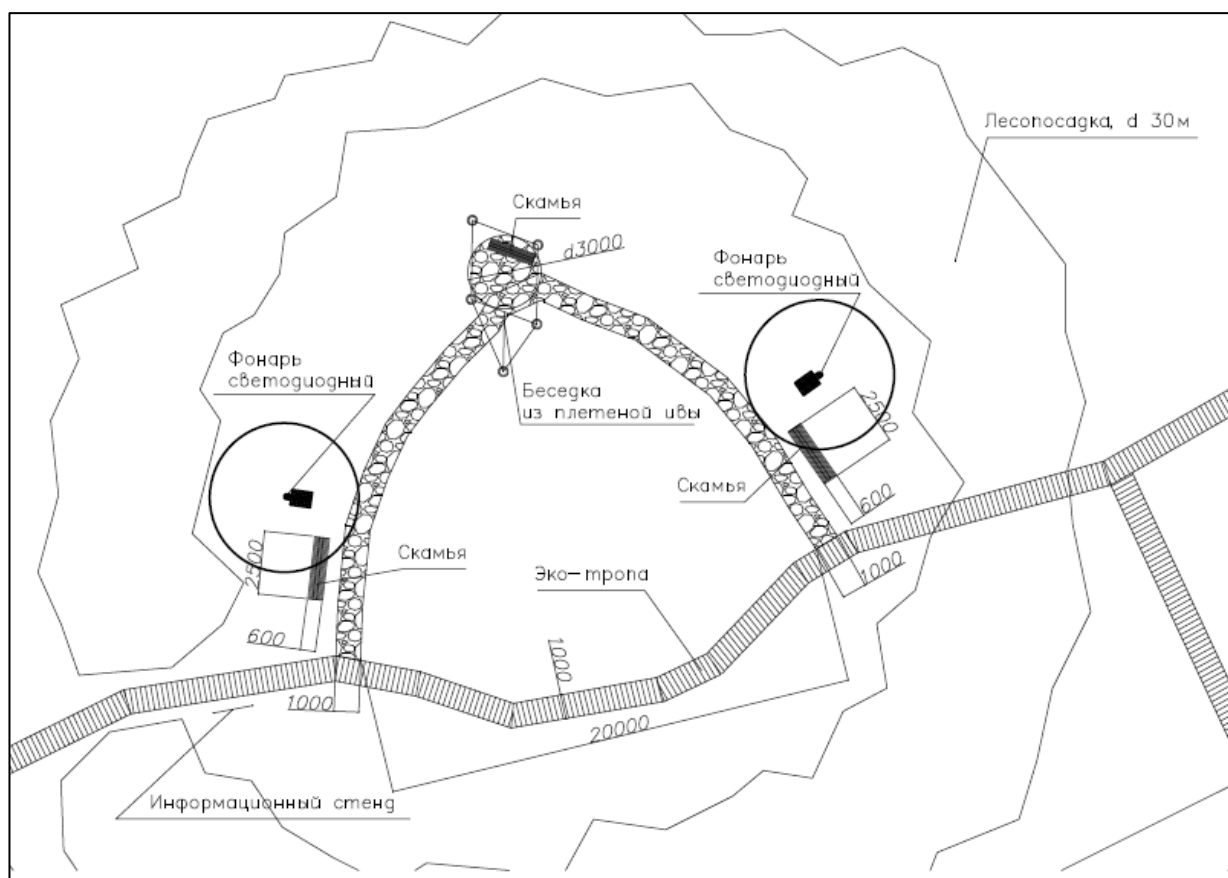 Лесопосадка, d 30м
Скамья
d3000
Фонарь
светодиодный
Фонарь
светодиодный
Беседка
из плетеной ивы
2500
Скамья
600
2500
Скамья
Эко-тропа
1000
600
1000
1000
20000
Информационный стенд